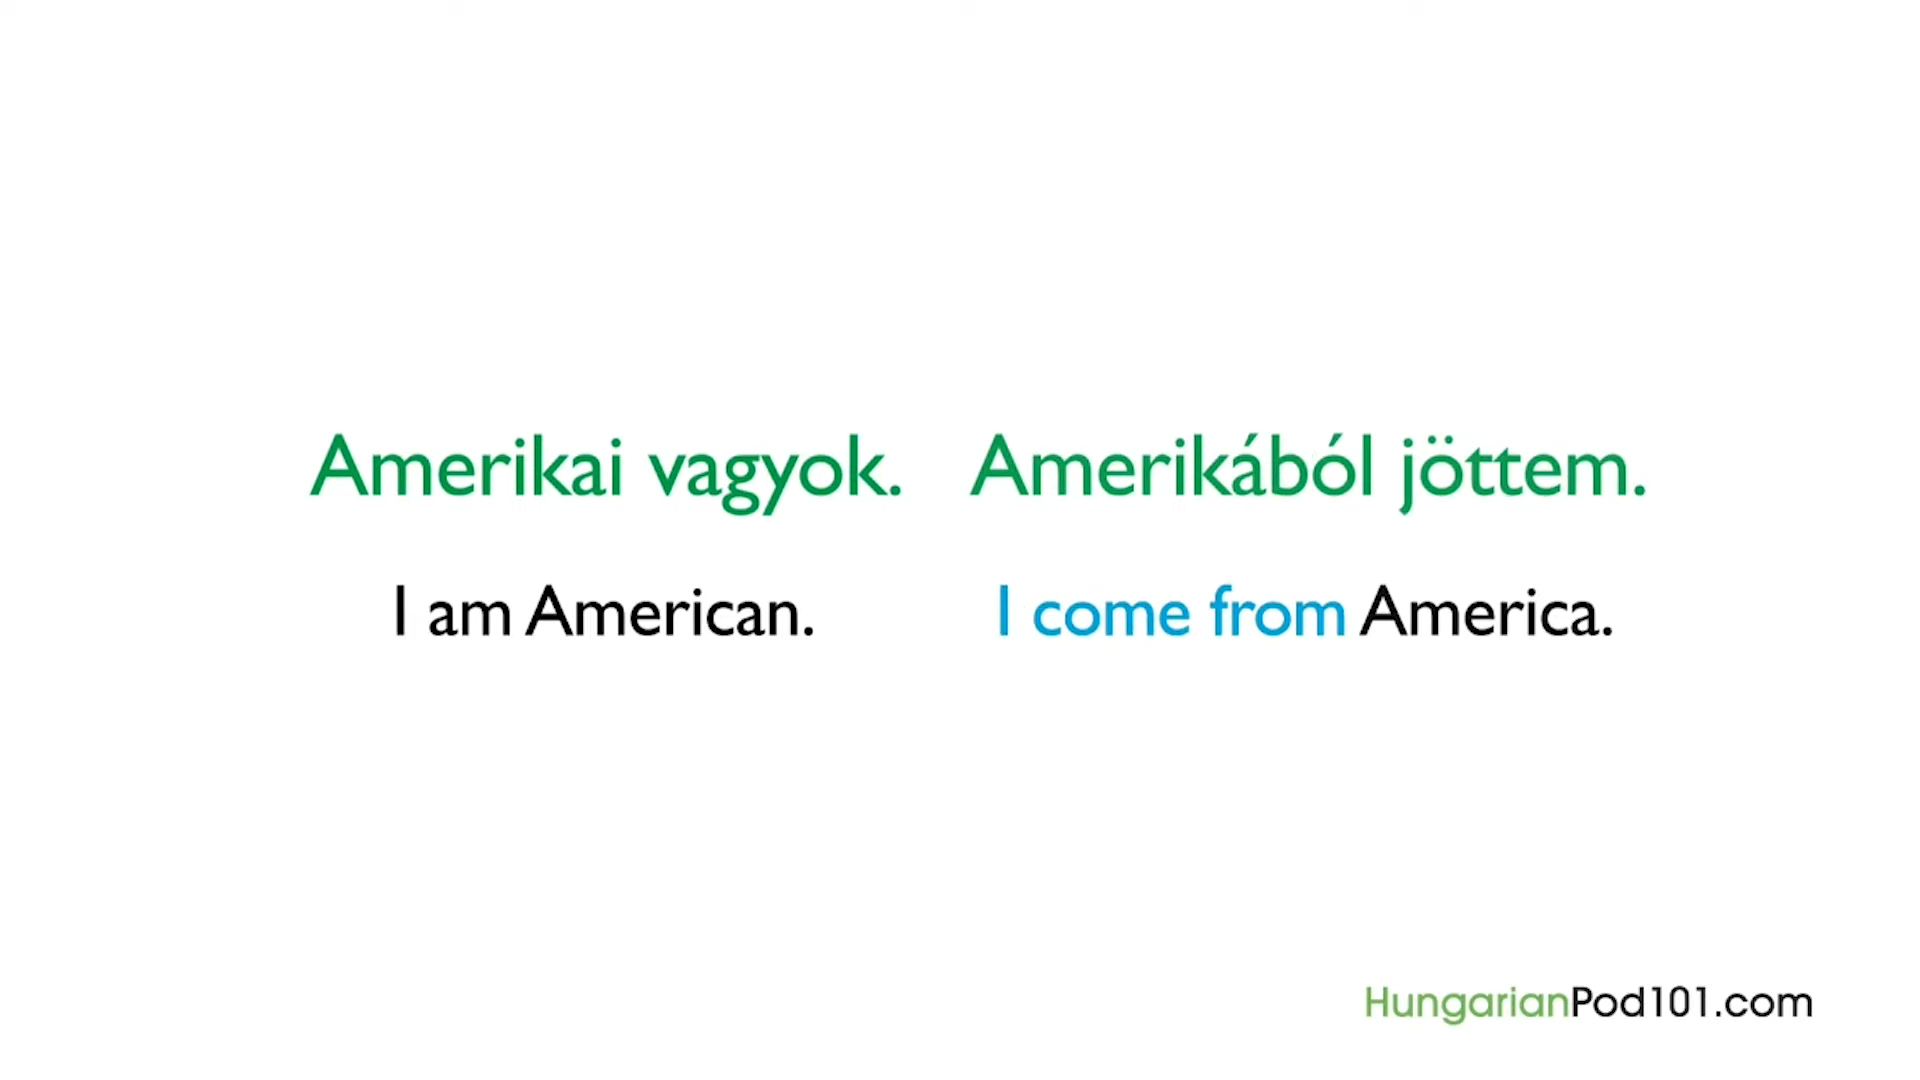 Amerikai vagyok. Amerikából jöttem.
I am American. I come from America.
HungarianPod101.com